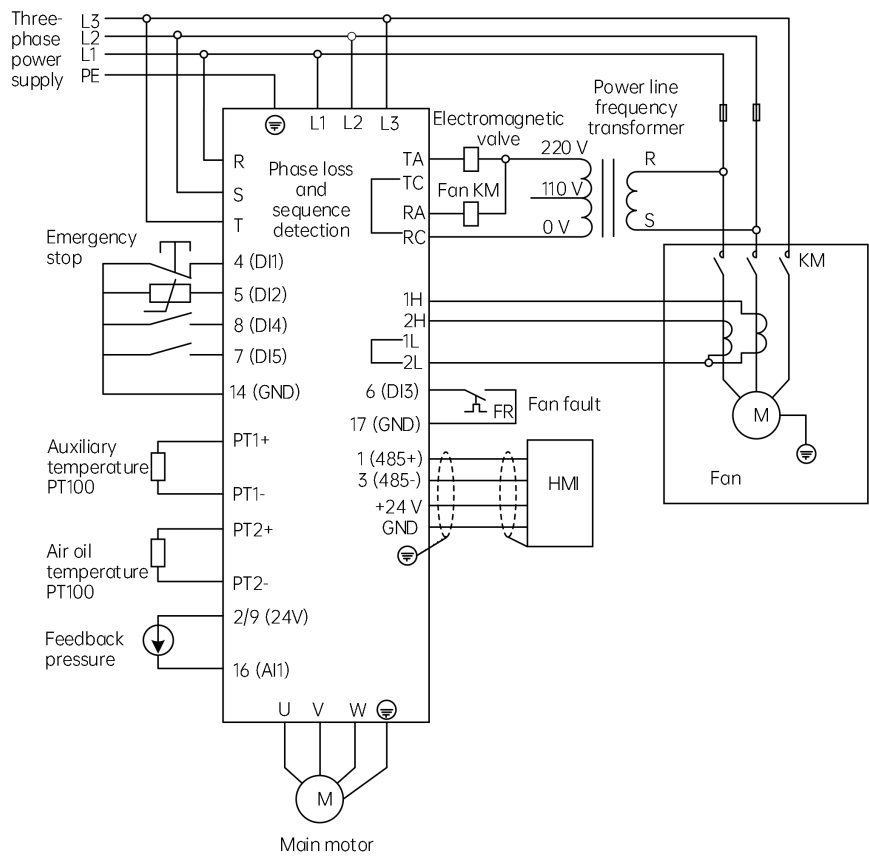 Three-
phase
power
supply
L3
L2
L1
PE
L1 L2 L3
R
S
T
Phase loss
and
sequence
detection
TA
TC
RA
RC
Electromagnetic
valve
Fan KM
220 V
110 V
0 V
Power line
frequency
transformer
R
S
KM
Emergency
stop
4 (DI1)
5 (DI2)
8 (DI4)
7 (DI5)
14 (GND)
1H
2H
1L
2L
6 (DI3)
17 (GND)
FR
Fan fault
M
Fan
Auxiliary
temperature
PT100
PT1+
PT1-
1 (485+)
3 (485-)
+24 V
GND
HMI
Air oil
temperature
PT100
PT2+
PT2-
Feedback
pressure
2/9 (24V)
16 (AI1)
U V W
M
Main motor